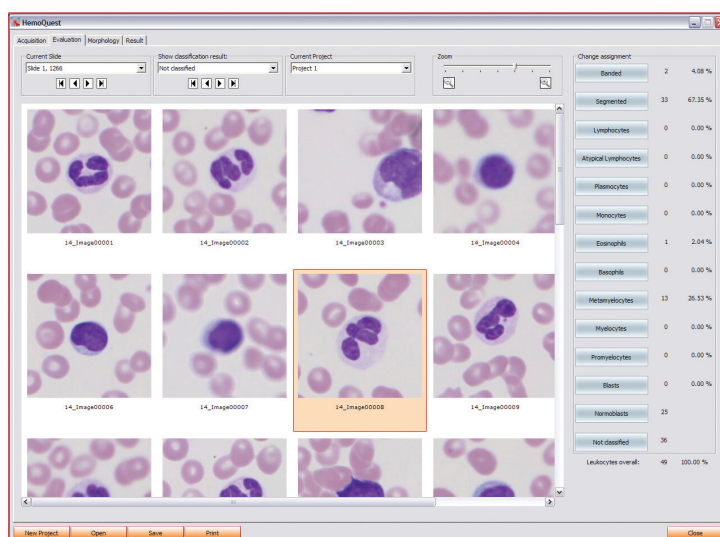 HemoQuest
Acquisition Evaluation Morphology Result
Current Slide
Slide 1, 1266
Show classification result:
Not classified
Current Project
Project 1
Zoom
Change assignment
Banded 2 4.08 %
Segmented 33 67.35 %
Lymphocytes 0 0.00 %
Atypical Lymphocytes 0 0.00 %
Plasmocytes 0 0.00 %
Monocytes 0 0.00 %
Eosinophils 1 2.04 %
Basophils 0 0.00 %
Metamyelocytes 13 26.53 %
Myelocytes 0 0.00 %
Promyelocytes 0 0.00 %
Blasts 0 0.00 %
Normoblasts 25
Not classified 36
Leukocytes overall: 49 100.00 %
14_Image00001 14_Image00002 14_Image00003 14_Image00004
14_Image00006 14_Image00007 14_Image00008 14_Image00009
New Project Open Save Print Close